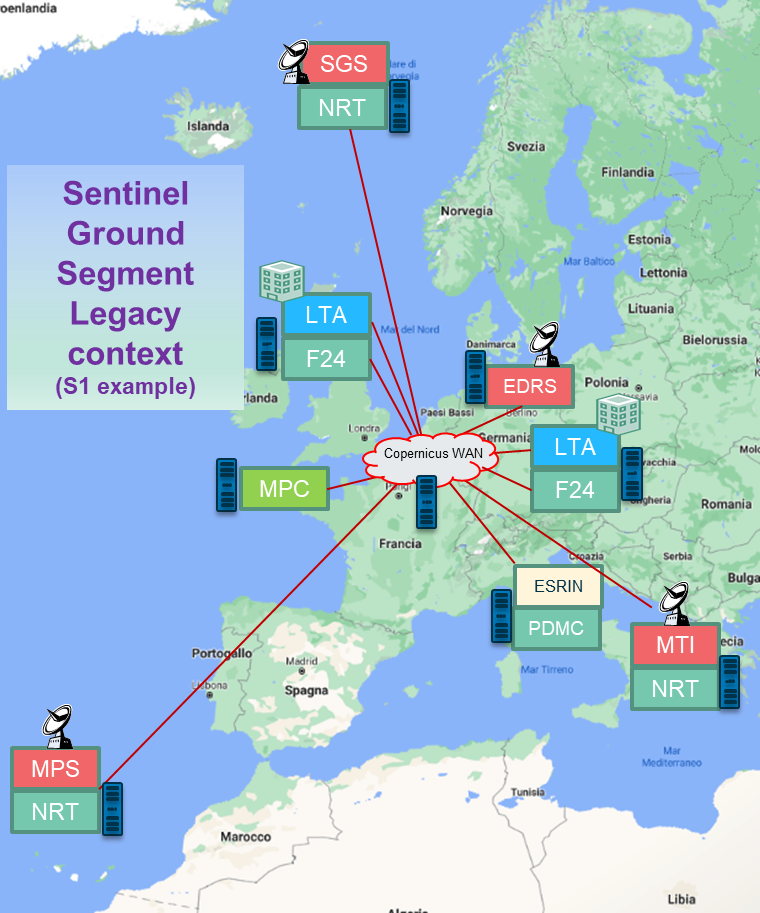 oenlandia
SGS
NRT
Islanda
Svezia
Finlandia
Norvegia
Sentinel
Ground
Segment
Legacy
context
(S1 example)
Estonia
Mar Baltico
Lettonia
Lituania
LTA
F24
Mar del Nord
Danimarca
Bielorussia
EDRS
Polonia
Berlino
Paesi Bassi
Londra
Germania
Copernicus WAN
LTA
F24
MPC
Romania
Francia
Croazia
Serbia
ESRIN
PDMC
MTI
NRT
Portogallo
Madrid
Lisbona
Spagna
Mar Tirreno
MPS
NRT
Mar
Mediterraneo
Tunisia
Marocco
Libia